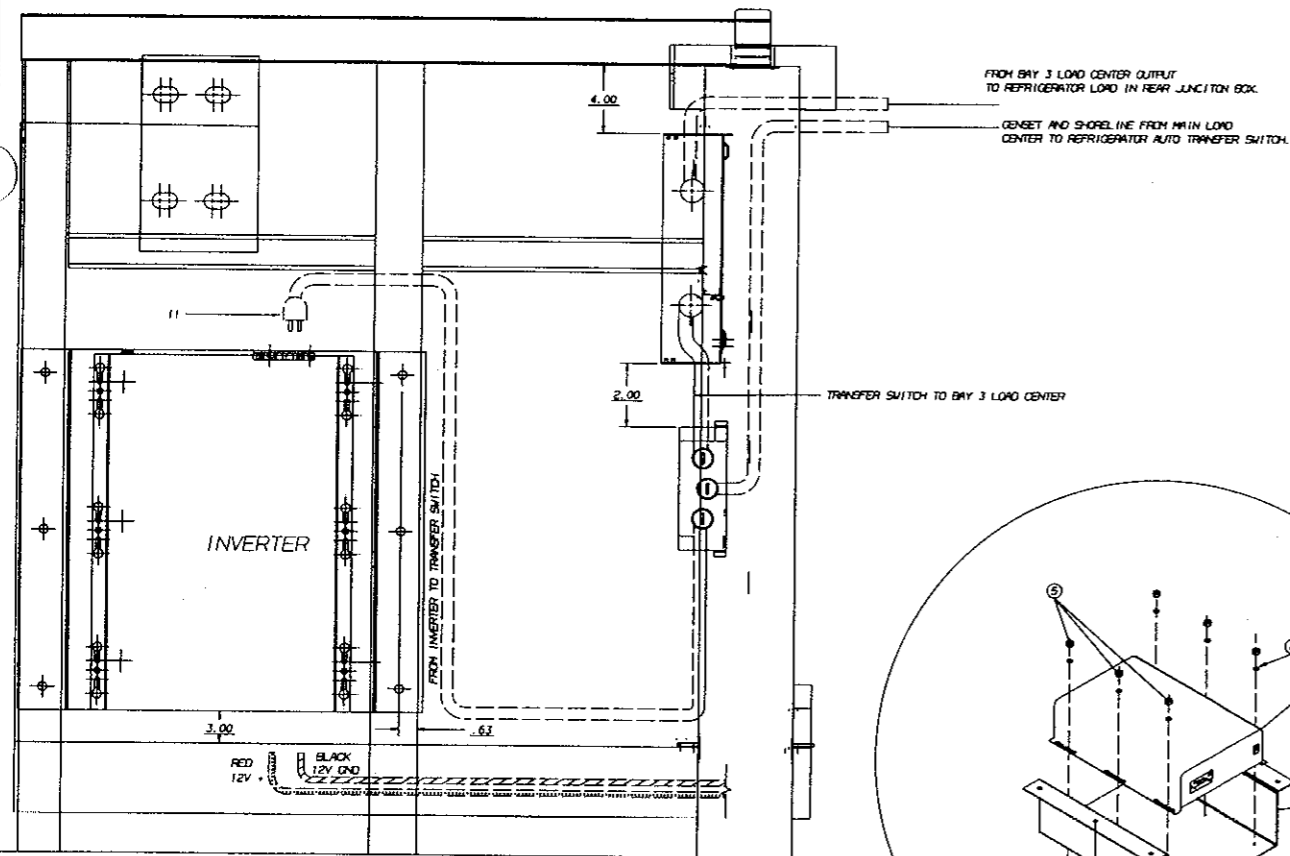 FROM BAY 3 LOAD CENTER OUTPUT
TO REFRIGERATOR LOAD IN REAR JUNCITON BOX.
GENSET AND SHORELINE FROM MAIN LOAD
CENTER TO REFRIGERATOR AUTO TRANSFER SWITCH.
4.00
11
2.00
TRANSFER SWITCH TO BAY 3 LOAD CENTER
INVERTER
FROM INVERTER TO TRANSFER SWITCH
3.00
.63
RED
12V +
BLACK
12V GND
5